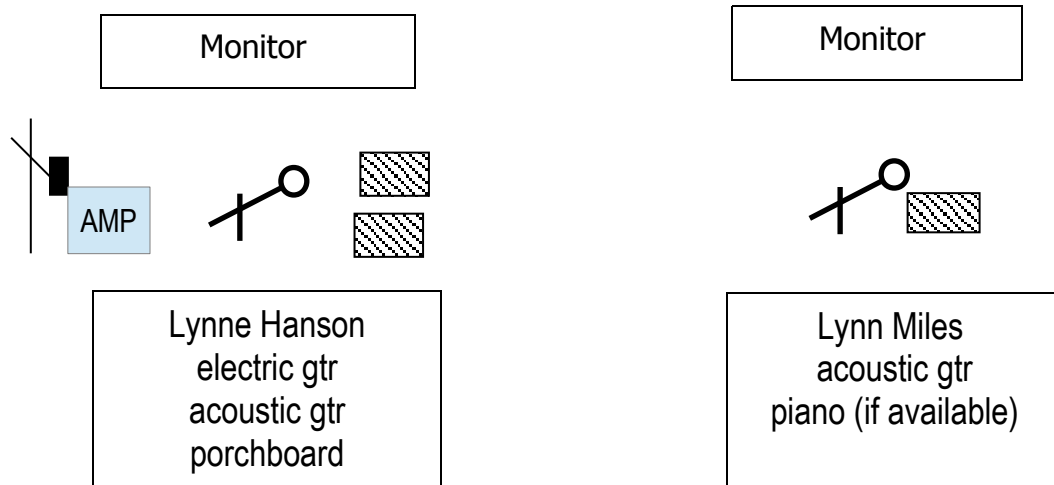 Monitor
Monitor
AMP
Lynne Hanson
electric gtr
acoustic gtr
porchboard
Lynn Miles
acoustic gtr
piano (if available)